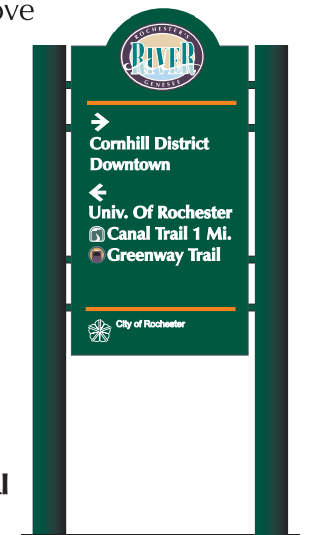 ove
ROCHESTER'S
RIVER
GENESEE
→
Cornhill District
Downtown
←
Univ. Of Rochester
Canal Trail 1 Mi.
Greenway Trail
City of Rochester